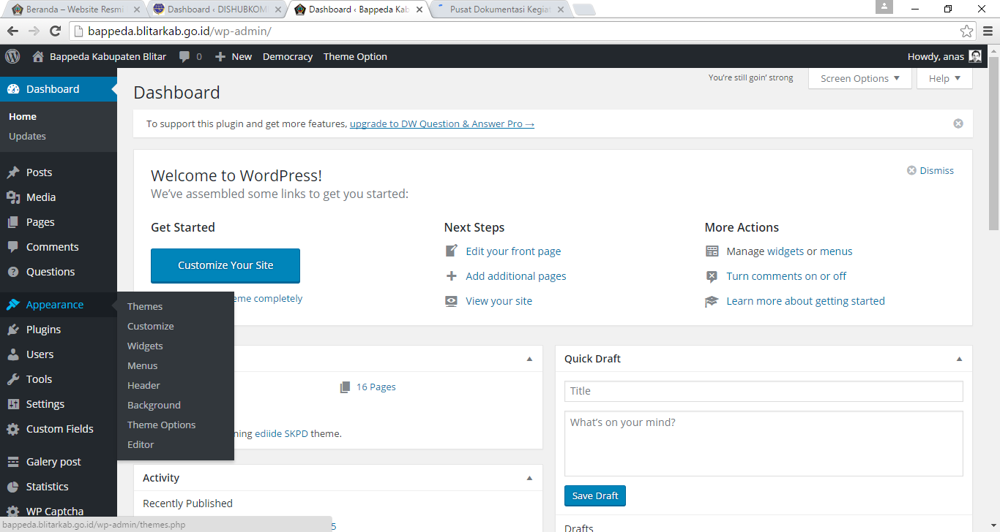 Beranda – Website Resmi
Dashboard ‹ DISHUBKOM
Dashboard ‹ Bappeda Kab
Pusat Dokumentasi Kegiat
bappeda.blitarkab.go.id/wp-admin/
Bappeda Kabupaten Blitar
0
New
Democracy
Theme Option
Howdy, anas
Dashboard
Home
Updates
Posts
Media
Pages
Comments
Questions
Appearance
Plugins
Users
Tools
Settings
Custom Fields
Galery post
Statistics
WP Captcha
Themes
Customize
Widgets
Menus
Header
Background
Theme Options
Editor
You're still goin' strong
Screen Options
Help
Dashboard
To support this plugin and get more features, upgrade to DW Question & Answer Pro →
Welcome to WordPress!
Dismiss
We've assembled some links to get you started:
Get Started
Customize Your Site
eme completely
Next Steps
Edit your front page
Add additional pages
View your site
More Actions
Manage widgets or menus
Turn comments on or off
Learn more about getting started
16 Pages
ning ediide SKPD theme.
Activity
Recently Published
5
Quick Draft
Title
What's on your mind?
Save Draft
Drafts
bappeda.blitarkab.go.id/wp-admin/themes.php